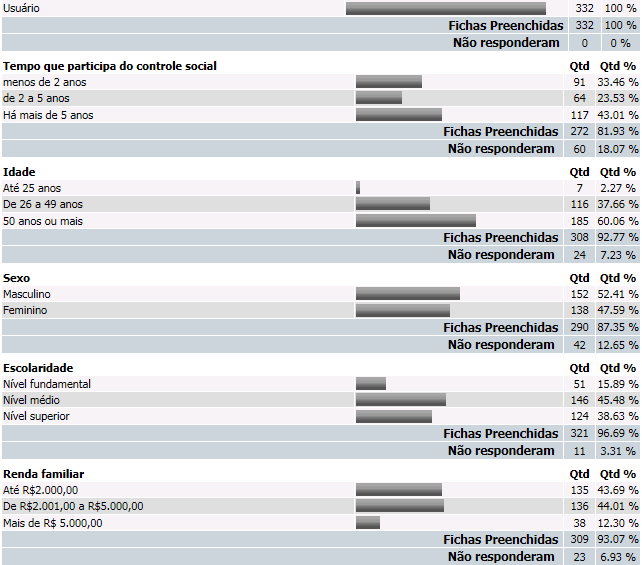 Usuário 332 100 %
Fichas Preenchidas 332 100 %
Não responderam 0 0 %
Tempo que participa do controle social Qtd Qtd %
menos de 2 anos 91 33.46 %
de 2 a 5 anos 64 23.53 %
Há mais de 5 anos 117 43.01 %
Fichas Preenchidas 272 81.93 %
Não responderam 60 18.07 %
Idade Qtd Qtd %
Até 25 anos 7 2.27 %
De 26 a 49 anos 116 37.66 %
50 anos ou mais 185 60.06 %
Fichas Preenchidas 308 92.77 %
Não responderam 24 7.23 %
Sexo Qtd Qtd %
Masculino 152 52.41 %
Feminino 138 47.59 %
Fichas Preenchidas 290 87.35 %
Não responderam 42 12.65 %
Escolaridade Qtd Qtd %
Nível fundamental 51 15.89 %
Nível médio 146 45.48 %
Nível superior 124 38.63 %
Fichas Preenchidas 321 96.69 %
Não responderam 11 3.31 %
Renda familiar Qtd Qtd %
Até R$2.000,00 135 43.69 %
De R$2.001,00 a R$5.000,00 136 44.01 %
Mais de R$ 5.000,00 38 12.30 %
Fichas Preenchidas 309 93.07 %
Não responderam 23 6.93 %